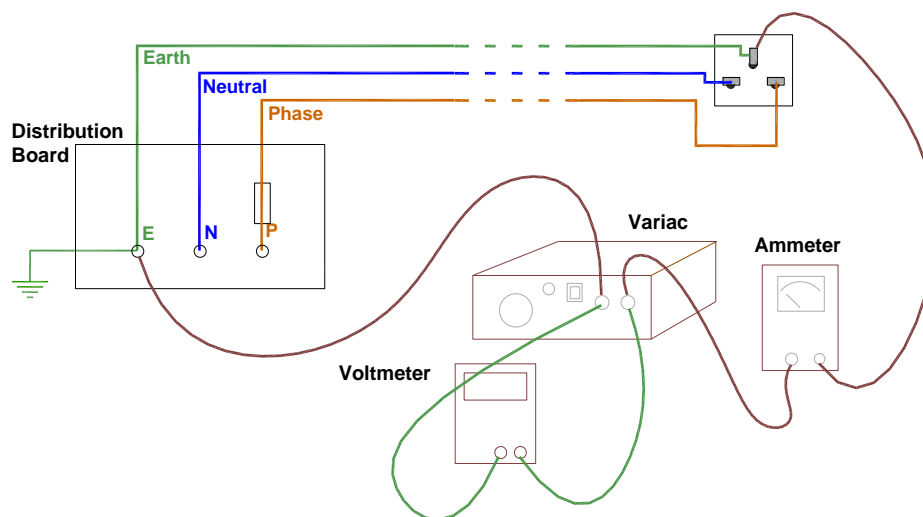 Earth
Neutral
Phase
Distribution
Board
E
N
P
Variac
Ammeter
Voltmeter